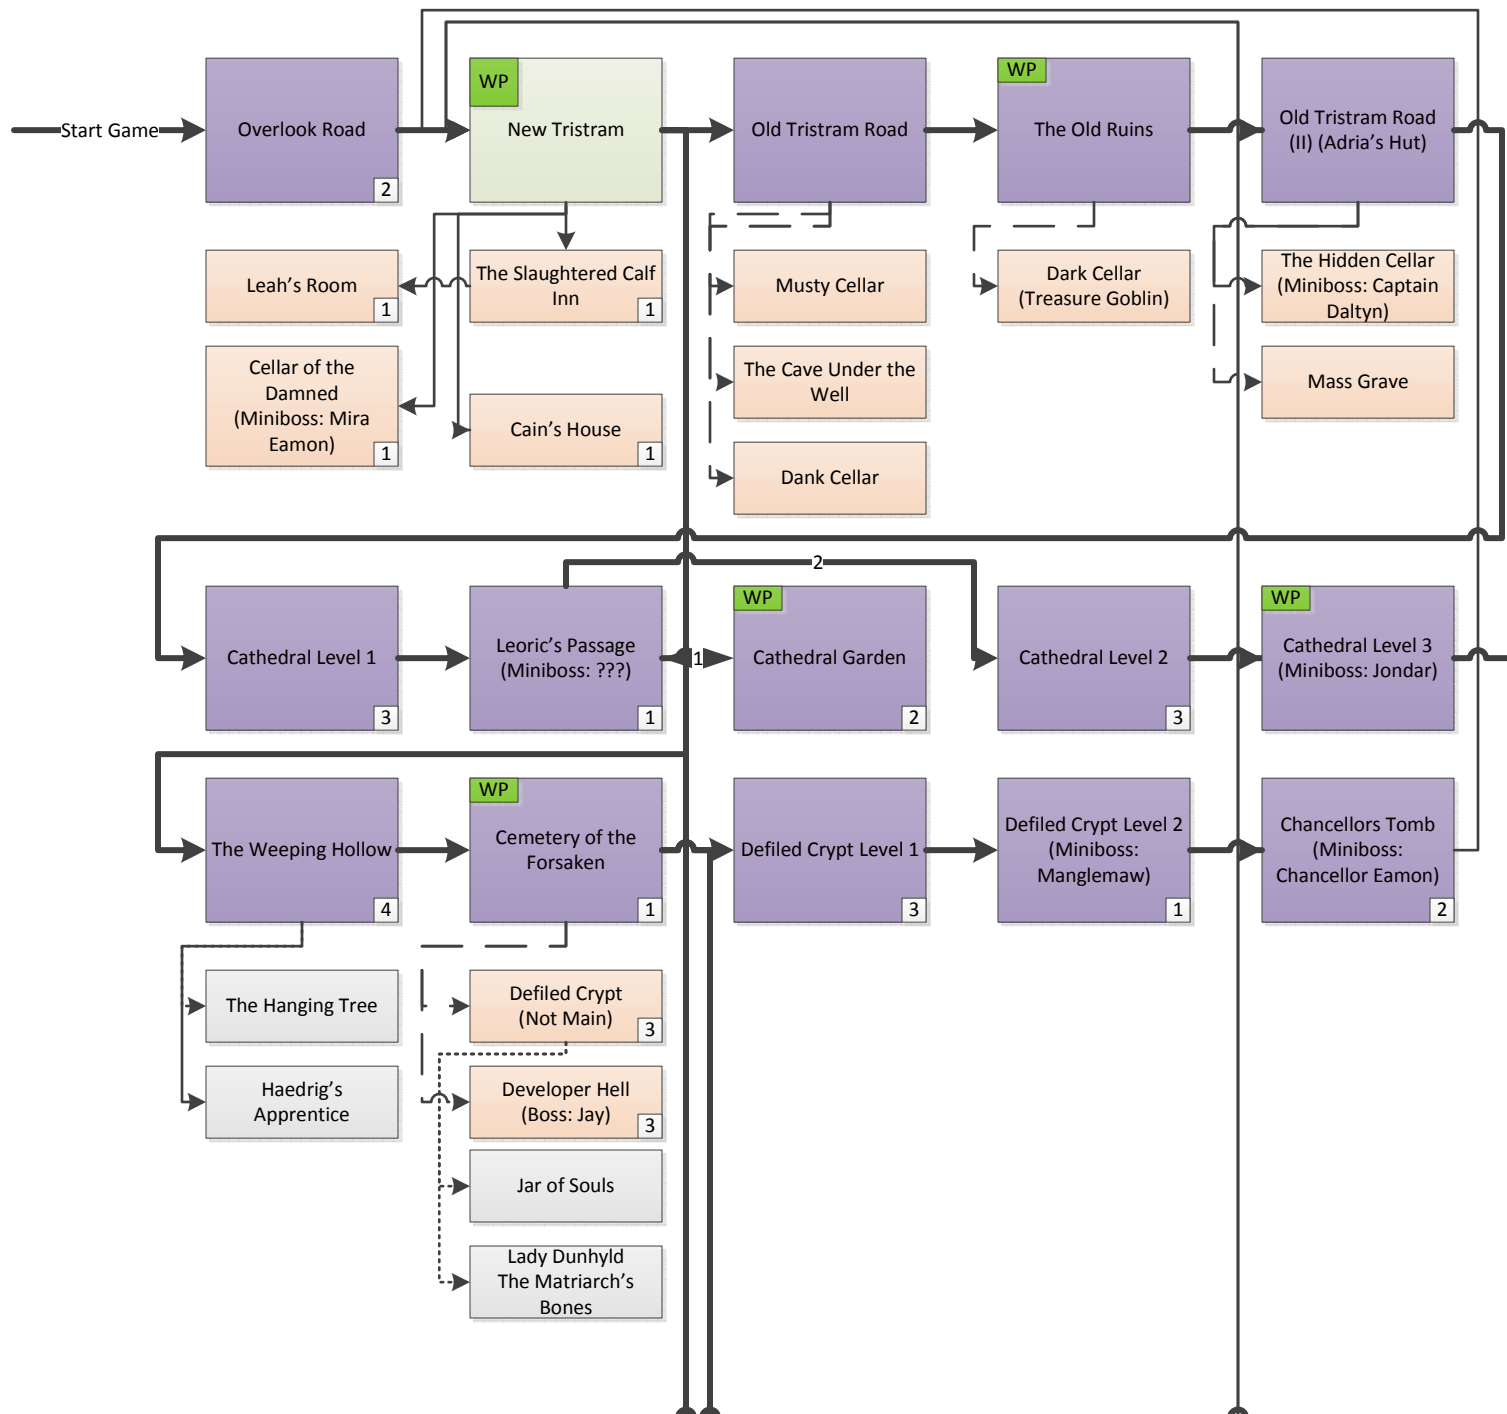 WP
WP
Start Game
Overlook Road
2
New Tristram
Old Tristram Road
The Old Ruins
Old Tristram Road
(II) (Adria's Hut)
Leah's Room
1
The Slaughtered Calf
Inn
1
Musty Cellar
Dark Cellar
(Treasure Goblin)
The Hidden Cellar
(Miniboss: Captain
Daltyn)
Cellar of the
Damned
(Miniboss: Mira
Eamon)
1
Cain's House
1
The Cave Under the
Well
Mass Grave
Dank Cellar
2
WP
WP
Cathedral Level 1
3
Leoric's Passage
(Miniboss: ???)
1
1
Cathedral Garden
2
Cathedral Level 2
3
Cathedral Level 3
(Miniboss: Jondar)
WP
The Weeping Hollow
4
Cemetery of the
Forsaken
1
Defiled Crypt Level 1
3
Defiled Crypt Level 2
(Miniboss:
Manglemaw)
1
Chancellors Tomb
(Miniboss:
Chancellor Eamon)
2
The Hanging Tree
Defiled Crypt
(Not Main)
3
Haedrig's
Apprentice
Developer Hell
(Boss: Jay)
3
Jar of Souls
Lady Dunhyld
The Matriarch's
Bones